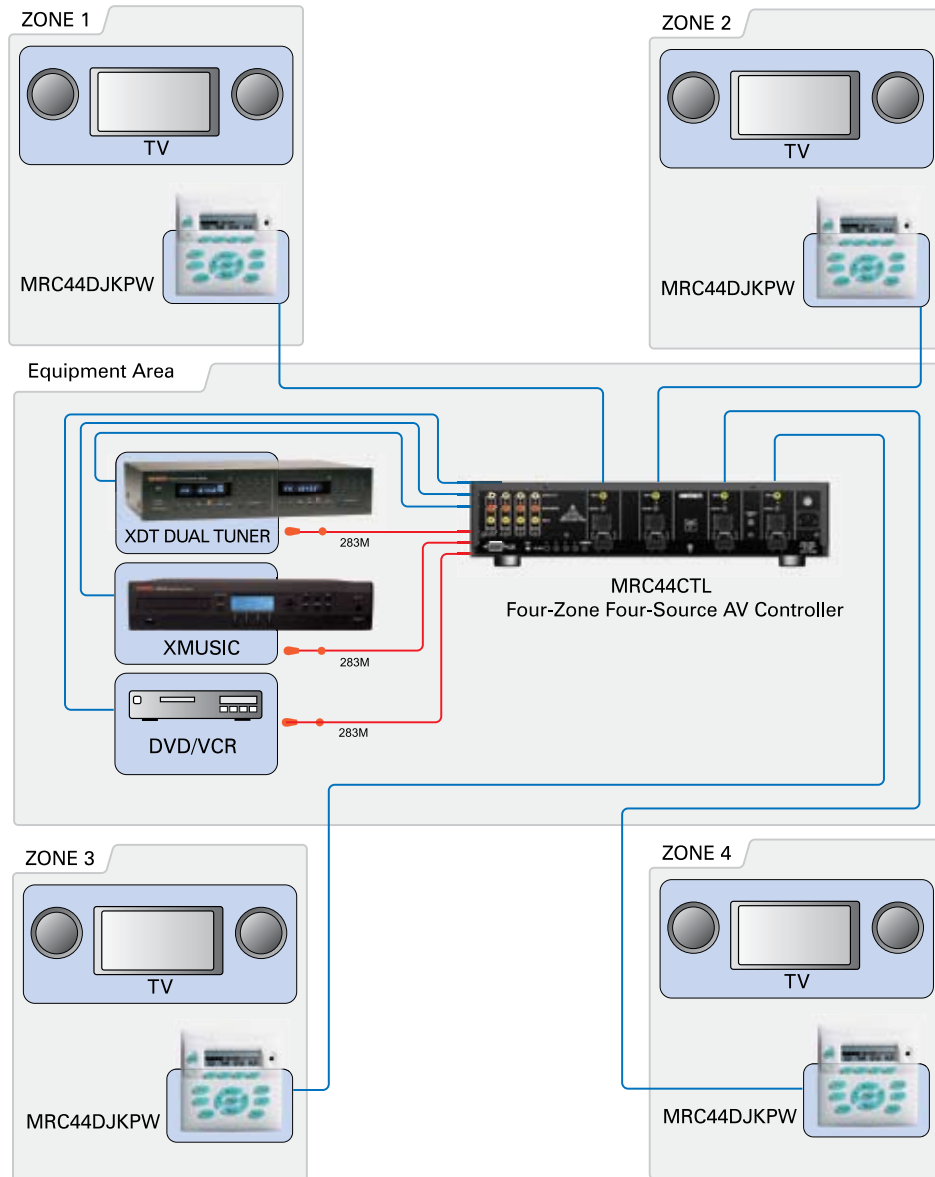 ZONE 1
TV
MRC44DJKPW
ZONE 2
TV
MRC44DJKPW
Equipment Area
XDT DUAL TUNER
283M
XMUSIC
283M
DVD/VCR
283M
MRC44CTL
Four-Zone Four-Source AV Controller
ZONE 3
TV
MRC44DJKPW
ZONE 4
TV
MRC44DJKPW